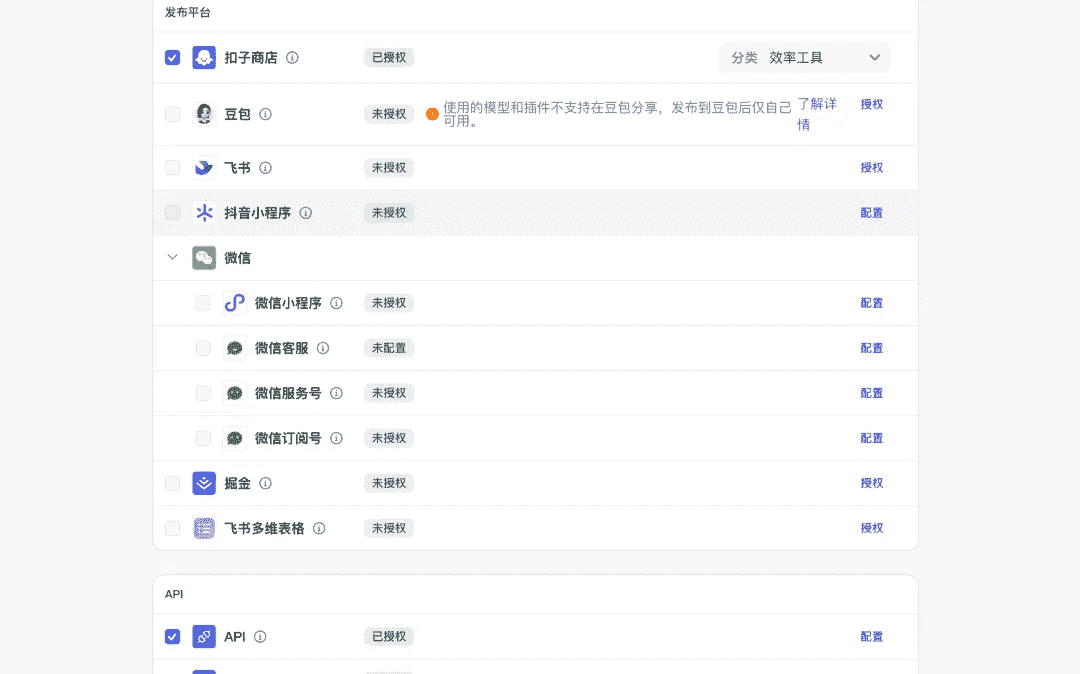 发布平台
扣子商店 已授权 分类 效率工具
豆包 未授权 使用的模型和插件不支持在豆包分享，发布到豆包后仅自己可用。 了解详情 授权
飞书 未授权 授权
抖音小程序 未授权 配置
微信
微信小程序 未授权 配置
微信客服 未配置 配置
微信服务号 未授权 配置
微信订阅号 未授权 配置
掘金 未授权 授权
飞书多维表格 未授权 授权
API
API 已授权 配置